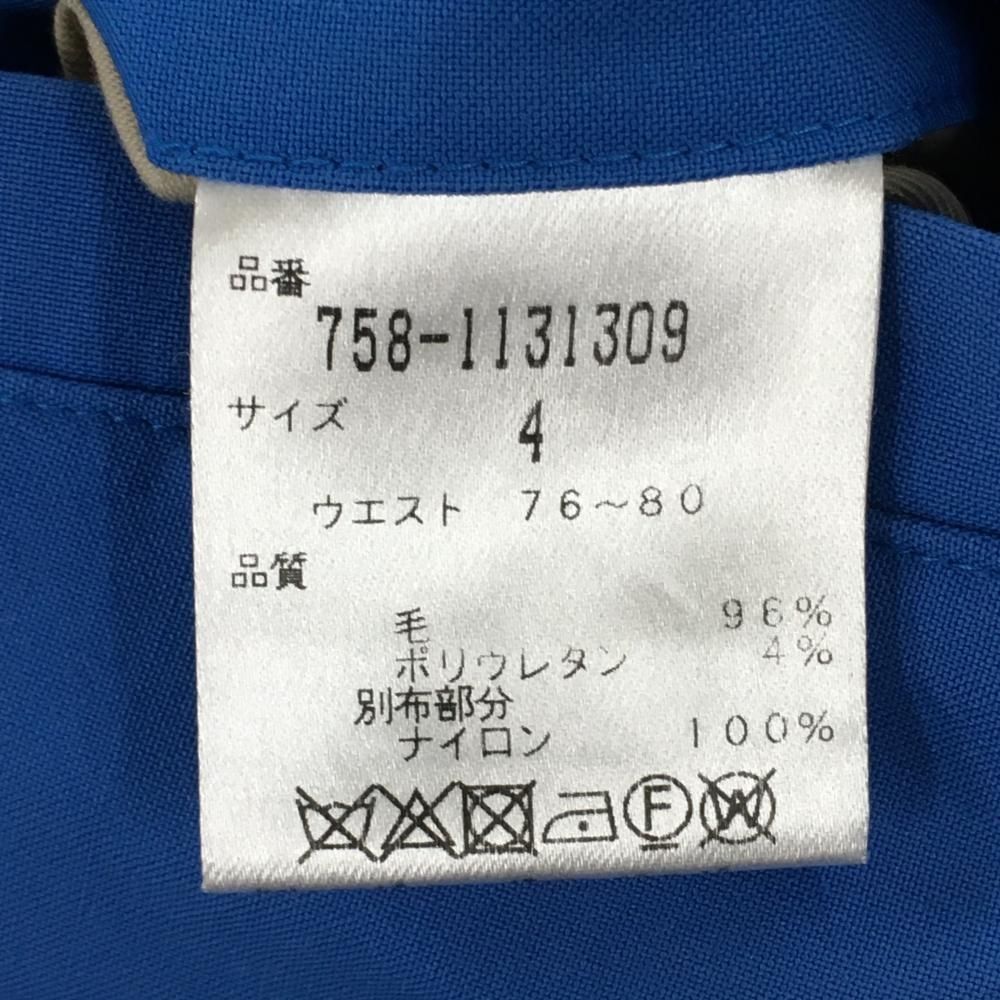 品番
758-1131309
サイズ 4
ウエスト 76～80
品質
毛 96%
ポリウレタン 4%
別布部分
ナイロン 100%
F W